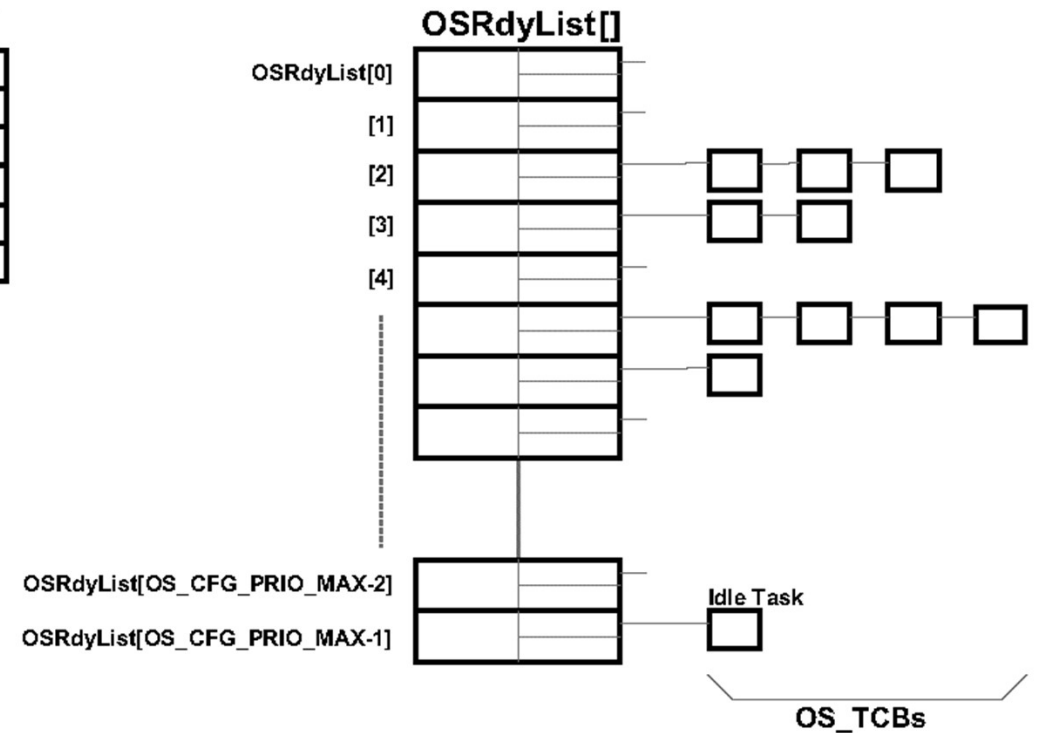 OSRdyList[]
OSRdyList[0]
[1]
[2]
[3]
[4]
OSRdyList[OS_CFG_PRIO_MAX-2]
Idle Task
OSRdyList[OS_CFG_PRIO_MAX-1]
OS_TCBs